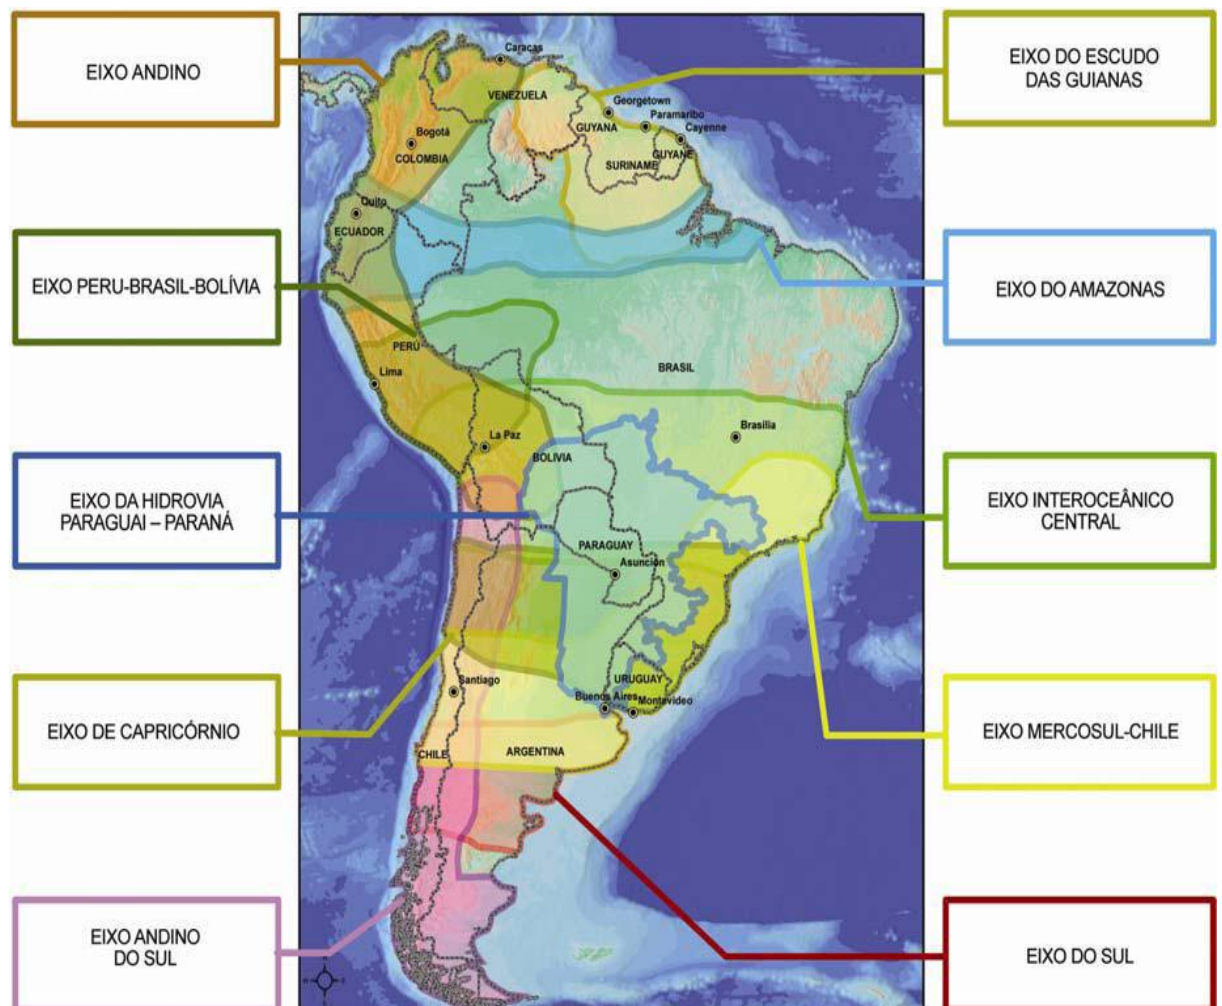 EIXO ANDINO
EIXO DO ESCUDO
DAS GUIANAS
EIXO PERU-BRASIL-BOLÍVIA
EIXO DO AMAZONAS
EIXO DA HIDROVIA
PARAGUAI – PARANÁ
EIXO INTEROCEÂNICO
CENTRAL
EIXO DE CAPRICÓRNIO
EIXO MERCOSUL-CHILE
EIXO ANDINO
DO SUL
EIXO DO SUL
Caracas
VENEZUELA
Georgetown
GUYANA
Paramaribo
Cayenne
Bogotá
COLOMBIA
SURINAME
GUYANE
Quito
ECUADOR
PERÚ
Lima
BRASIL
Brasilia
La Paz
BOLIVIA
PARAGUAY
Asunción
Santiago
URUGUAY
Buenos Aires
Montevideo
CHILE
ARGENTINA